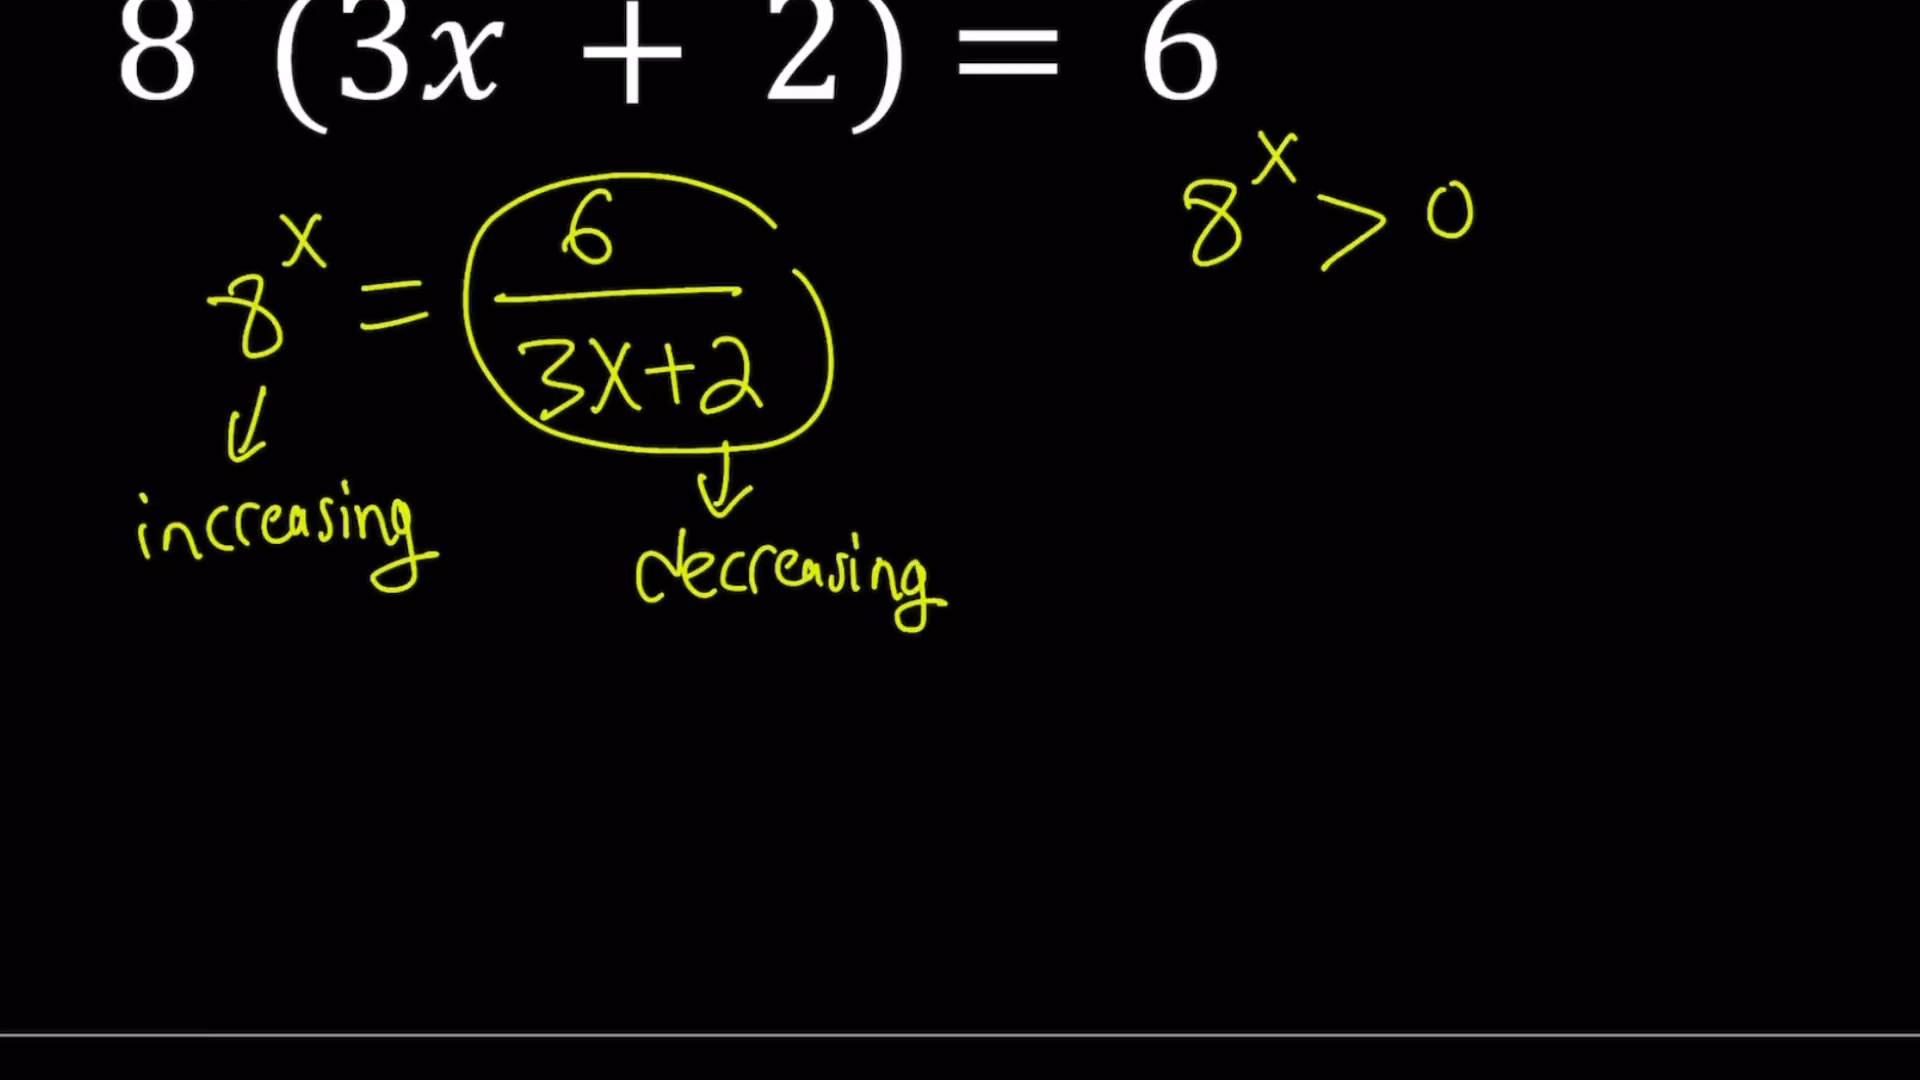 8 (3x + 2) = 6
8^x > 0
8^x = 6/(3x+2)
increasing
decreasing